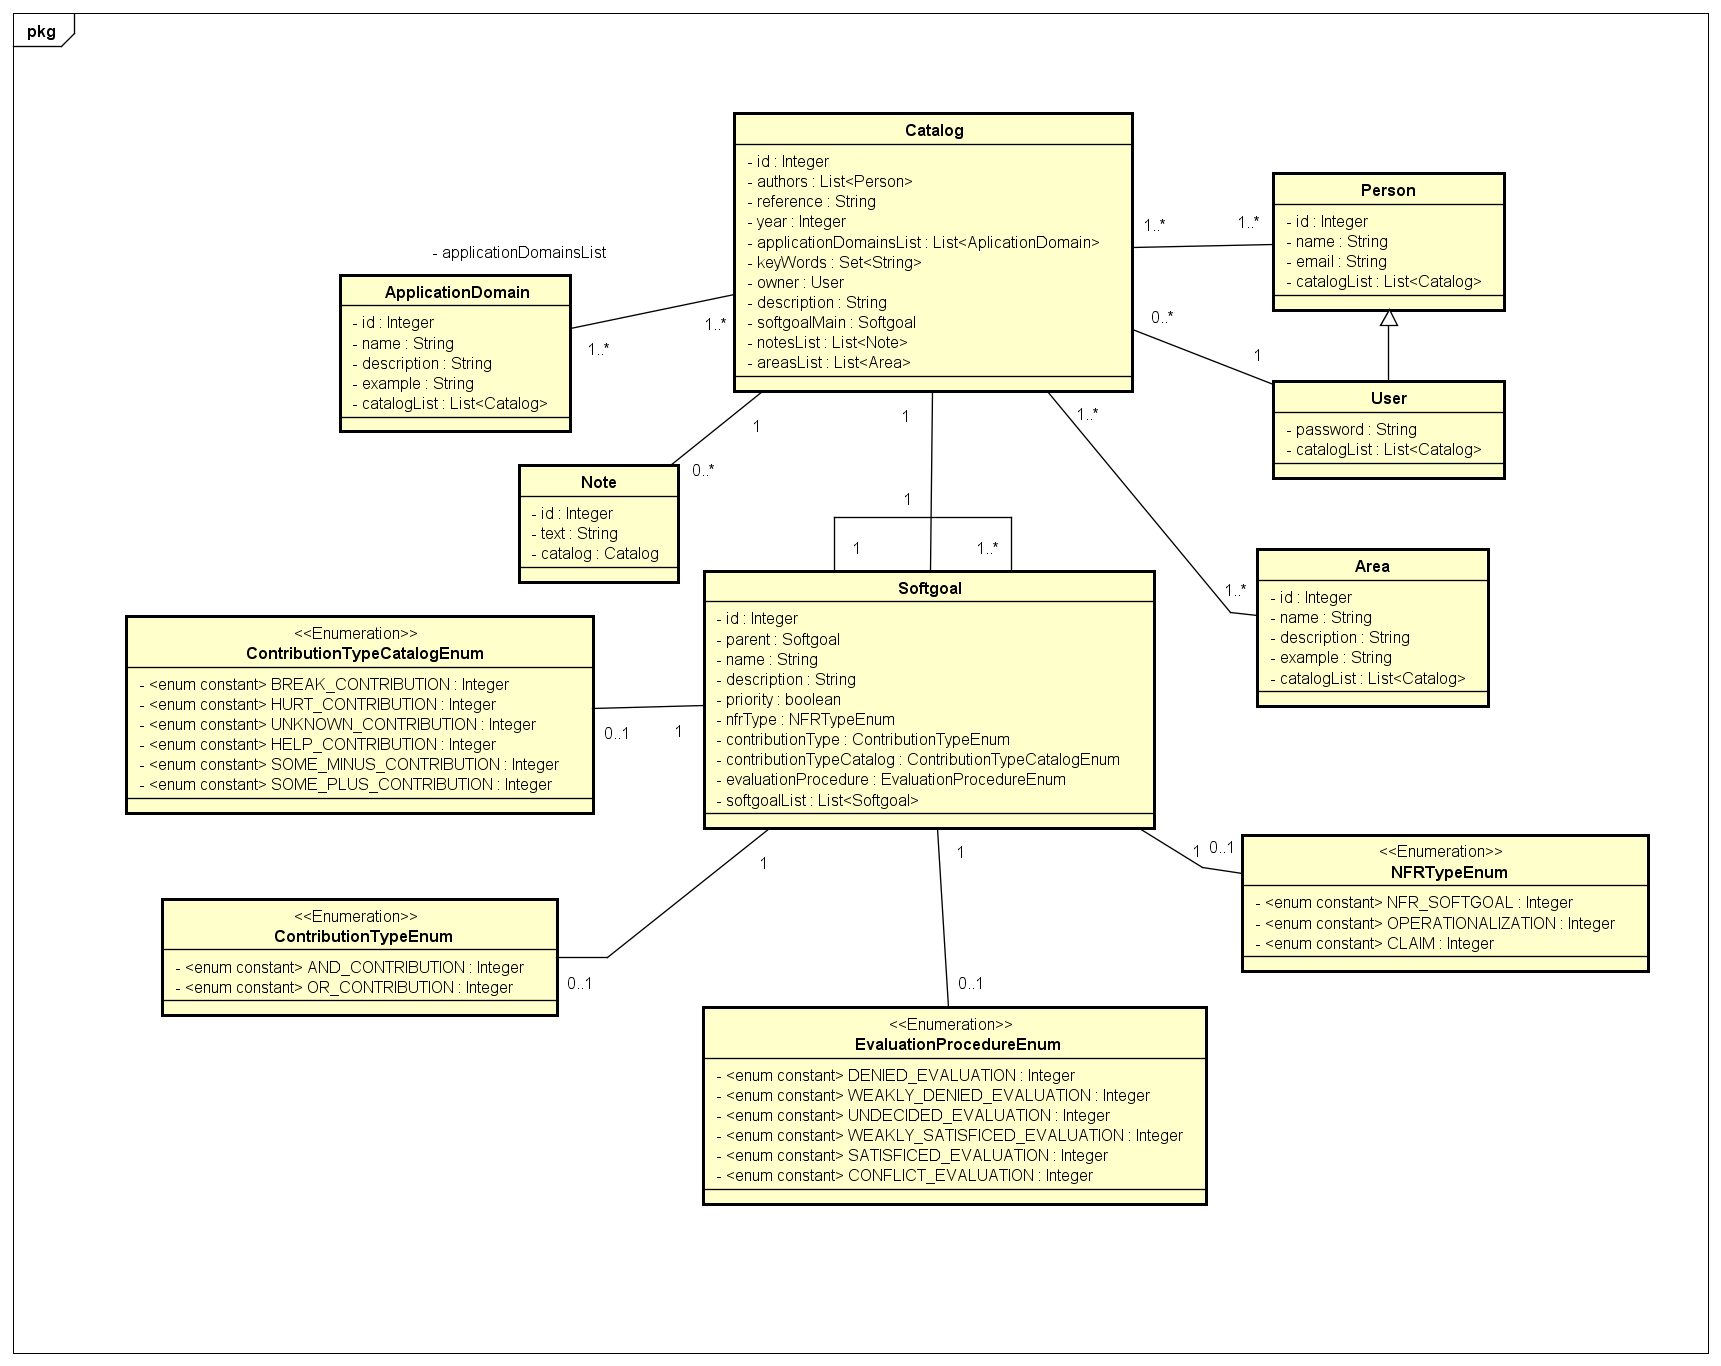 pkg
Catalog
- id : Integer
- authors : List<Person>
- reference : String
- year : Integer
- applicationDomainsList : List<AplicationDomain>
- keyWords : Set<String>
- owner : User
- description : String
- softgoalMain : Softgoal
- notesList : List<Note>
- areasList : List<Area>
Person
- id : Integer
- name : String
- email : String
- catalogList : List<Catalog>
1..*
1..*
- applicationDomainsList
ApplicationDomain
- id : Integer
- name : String
- description : String
- example : String
- catalogList : List<Catalog>
1..*
1..*
0..*
1
User
- password : String
- catalogList : List<Catalog>
1
0..*
Note
- id : Integer
- text : String
- catalog : Catalog
1
1
1
1..*
1..*
1..*
Area
- id : Integer
- name : String
- description : String
- example : String
- catalogList : List<Catalog>
Softgoal
- id : Integer
- parent : Softgoal
- name : String
- description : String
- priority : boolean
- nfrType : NFRTypeEnum
- contributionType : ContributionTypeEnum
- contributionTypeCatalog : ContributionTypeCatalogEnum
- evaluationProcedure : EvaluationProcedureEnum
- softgoalList : List<Softgoal>
<<Enumeration>>
ContributionTypeCatalogEnum
- <enum constant> BREAK_CONTRIBUTION : Integer
- <enum constant> HURT_CONTRIBUTION : Integer
- <enum constant> UNKNOWN_CONTRIBUTION : Integer
- <enum constant> HELP_CONTRIBUTION : Integer
- <enum constant> SOME_MINUS_CONTRIBUTION : Integer
- <enum constant> SOME_PLUS_CONTRIBUTION : Integer
0..1
1
1
1
1
0..1
<<Enumeration>>
NFRTypeEnum
- <enum constant> NFR_SOFTGOAL : Integer
- <enum constant> OPERATIONALIZATION : Integer
- <enum constant> CLAIM : Integer
<<Enumeration>>
ContributionTypeEnum
- <enum constant> AND_CONTRIBUTION : Integer
- <enum constant> OR_CONTRIBUTION : Integer
0..1
0..1
<<Enumeration>>
EvaluationProcedureEnum
- <enum constant> DENIED_EVALUATION : Integer
- <enum constant> WEAKLY_DENIED_EVALUATION : Integer
- <enum constant> UNDECIDED_EVALUATION : Integer
- <enum constant> WEAKLY_SATISFICED_EVALUATION : Integer
- <enum constant> SATISFICED_EVALUATION : Integer
- <enum constant> CONFLICT_EVALUATION : Integer